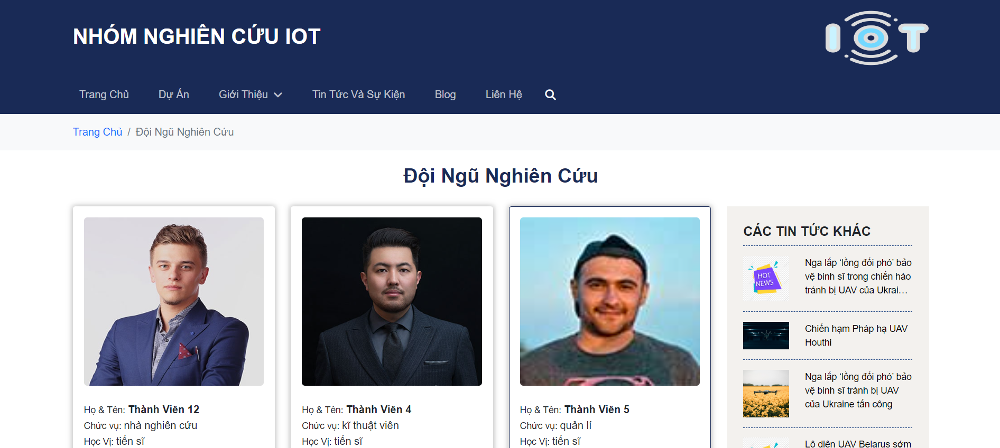 NHÓM NGHIÊN CỨU IOT
IOT
Trang Chủ
Dự Án
Giới Thiệu
Tin Tức Và Sự Kiện
Blog
Liên Hệ
Trang Chủ / Đội Ngũ Nghiên Cứu
Đội Ngũ Nghiên Cứu
Họ & Tên: Thành Viên 12
Chức vụ: nhà nghiên cứu
Học Vị: tiến sĩ
Họ & Tên: Thành Viên 4
Chức vụ: kĩ thuật viên
Học Vị: tiến sĩ
Họ & Tên: Thành Viên 5
Chức vụ: quản lí
Học Vị: tiến sĩ
CÁC TIN TỨC KHÁC
HOT
NEWS
Nga lắp ‘lồng đối phó’ bảo
vệ binh sĩ trong chiến hào
tránh bị UAV của Ukrai…
Chiến hạm Pháp hạ UAV
Houthi
Nga lắp ‘lồng đối phó’ bảo
vệ binh sĩ tránh bị UAV
của Ukraine tấn công
Lộ diện UAV Belarus sớm